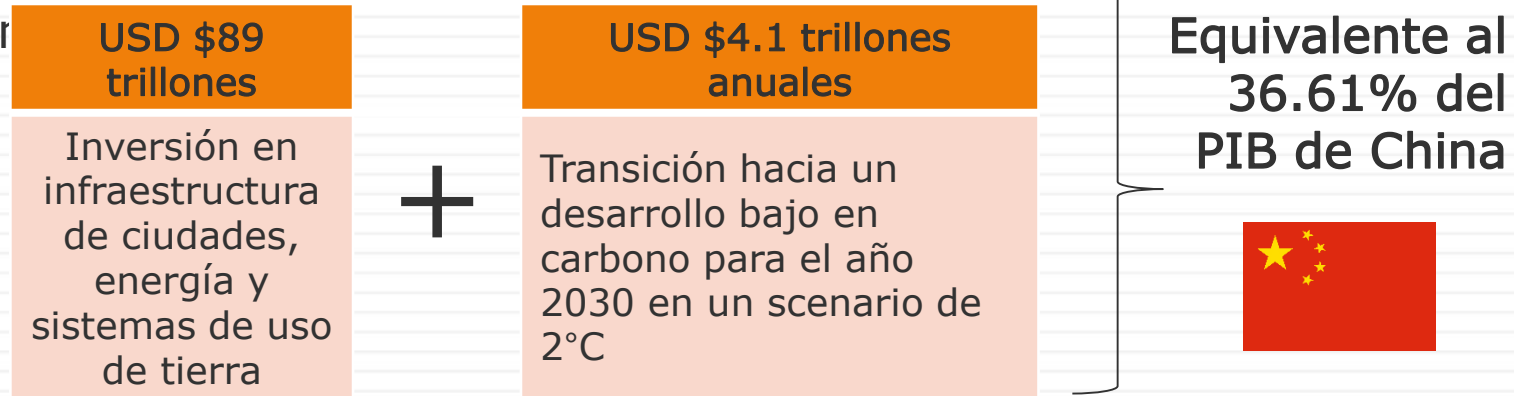 USD $89
trillones
Inversión en
infraestructura
de ciudades,
energía y
sistemas de uso
de tierra
+
USD $4.1 trillones
anuales
Transición hacia un
desarrollo bajo en
carbono para el año
2030 en un scenario de
2°C
Equivalente al
36.61% del
PIB de China